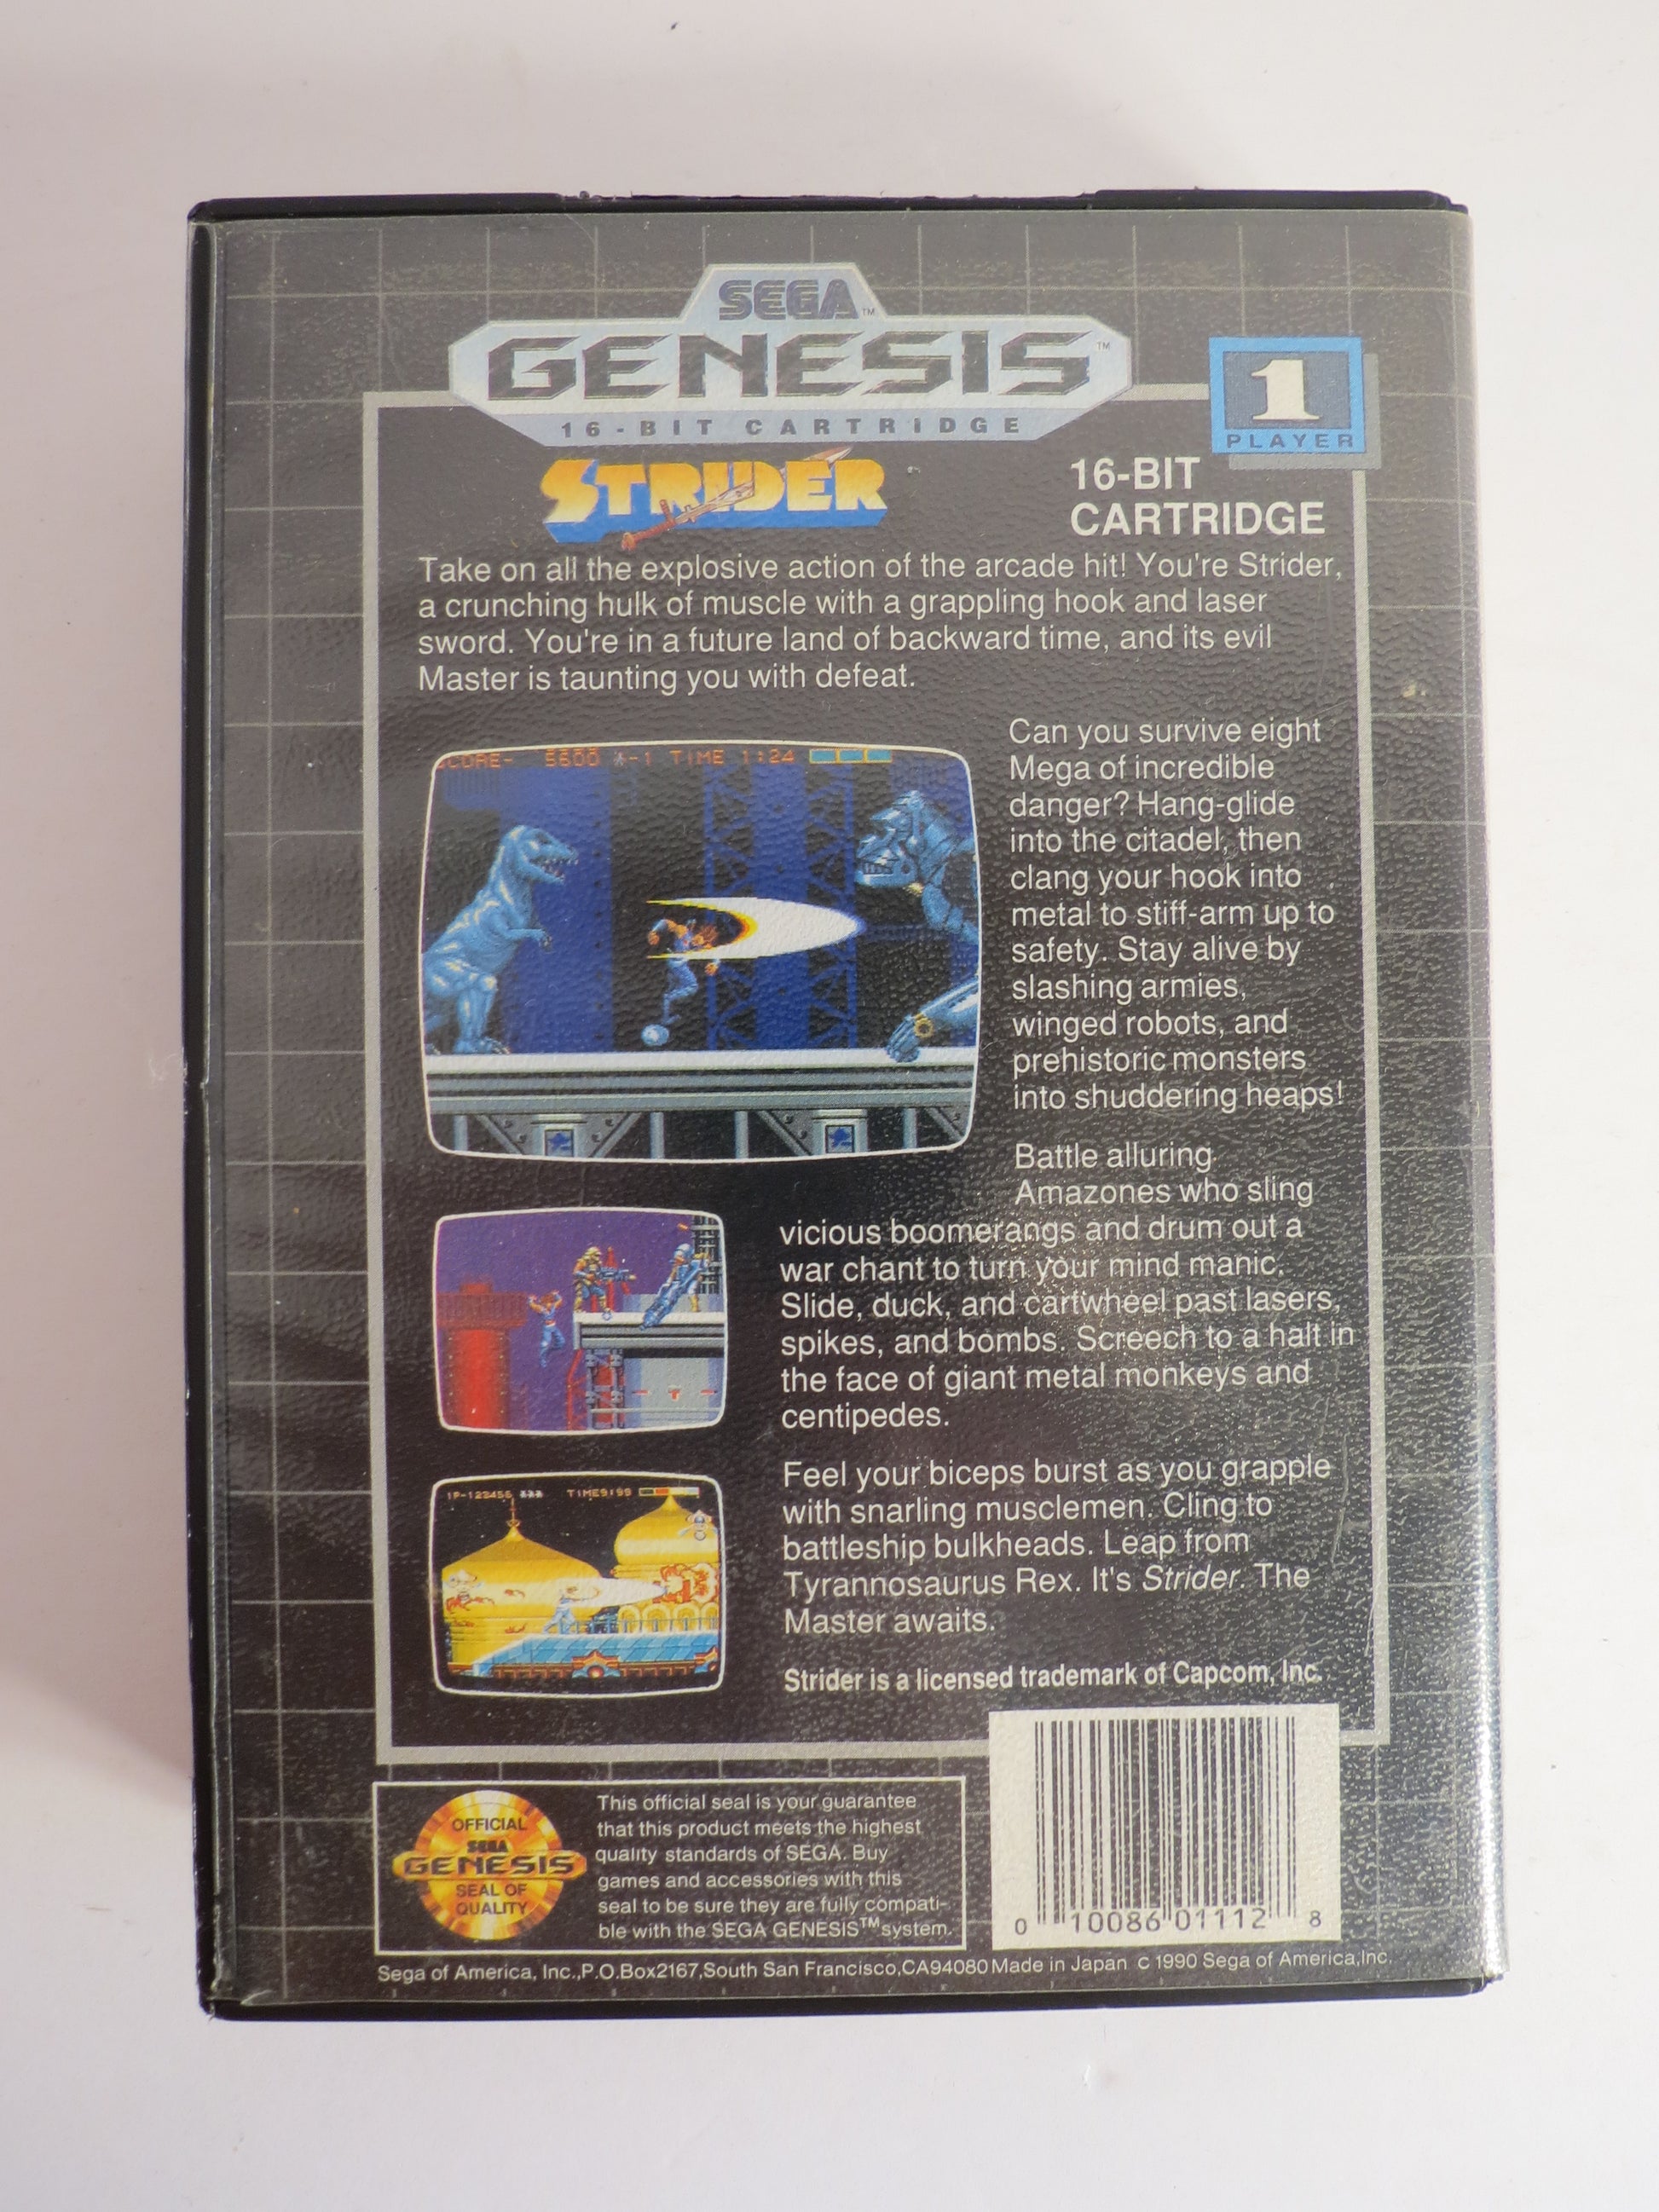 SEGA™
GENESIS™
16-BIT CARTRIDGE
1
PLAYER
STRIDER
16-BIT
CARTRIDGE
Take on all the explosive action of the arcade hit! You're Strider,
a crunching hulk of muscle with a grappling hook and laser
sword. You're in a future land of backward time, and its evil
Master is taunting you with defeat.
CORE- 5600 -1 TIME 1:24
Can you survive eight
Mega of incredible
danger? Hang-glide
into the citadel, then
clang your hook into
metal to stiff-arm up to
safety. Stay alive by
slashing armies,
winged robots, and
prehistoric monsters
into shuddering heaps!
Battle alluring
Amazones who sling
vicious boomerangs and drum out a
war chant to turn your mind manic.
Slide, duck, and cartwheel past lasers,
spikes, and bombs. Screech to a halt in
the face of giant metal monkeys and
centipedes.
1P-123456 TIME9:99
Feel your biceps burst as you grapple
with snarling musclemen. Cling to
battleship bulkheads. Leap from
Tyrannosaurus Rex. It's Strider. The
Master awaits.
Strider is a licensed trademark of Capcom, Inc.
OFFICIAL
SEGA
GENESIS
SEAL OF
QUALITY
This official seal is your guarantee
that this product meets the highest
quality standards of SEGA. Buy
games and accessories with this
seal to be sure they are fully compati-
ble with the SEGA GENESIS™ system.
0 10086 01112 8
Sega of America, Inc.,P.O.Box2167,South San Francisco,CA94080 Made in Japan c 1990 Sega of America,Inc.